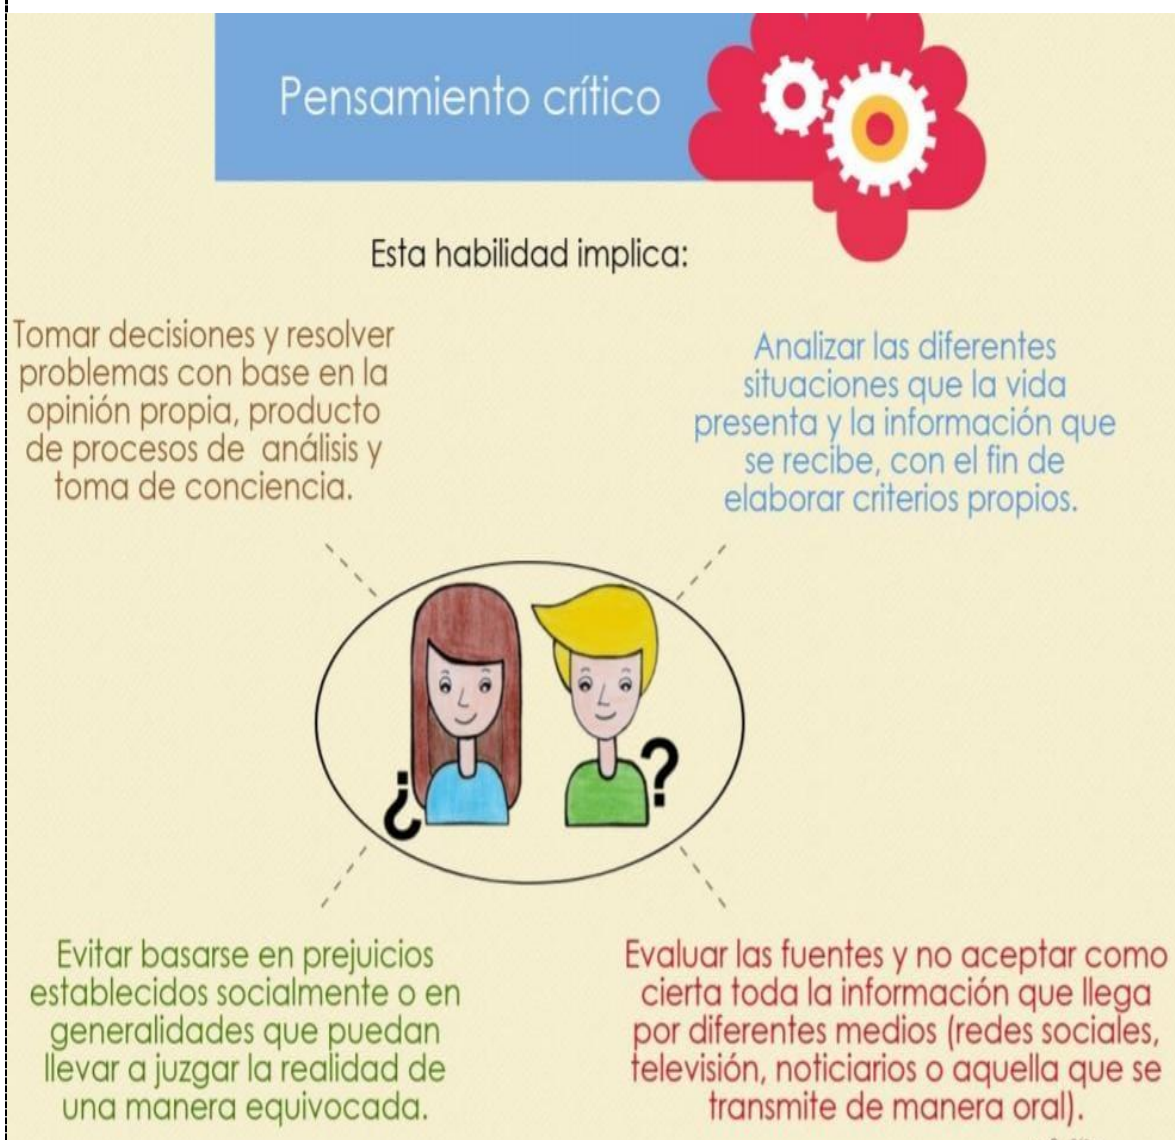 Pensamiento crítico
Esta habilidad implica:
Tomar decisiones y resolver
problemas con base en la
opinión propia, producto
de procesos de análisis y
toma de conciencia.
Analizar las diferentes
situaciones que la vida
presenta y la información que
se recibe, con el fin de
elaborar criterios propios.
¿ ?
Evitar basarse en prejuicios
establecidos socialmente o en
generalidades que puedan
llevar a juzgar la realidad de
una manera equivocada.
Evaluar las fuentes y no aceptar como
cierta toda la información que llega
por diferentes medios (redes sociales,
televisión, noticiarios o aquella que se
transmite de manera oral).